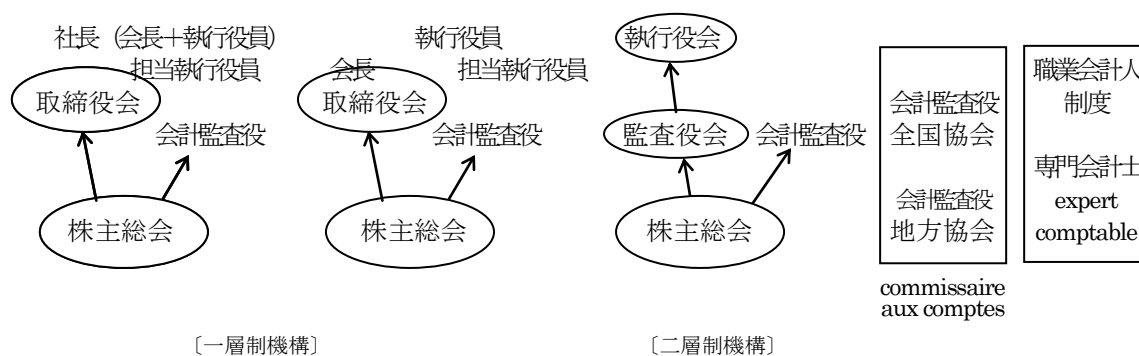 社長（会長＋執行役員）
担当執行役員
取締役会
会計監査役
株主総会
執行役員
会長
担当執行役員
取締役会
会計監査役
株主総会
〔一層制機構〕
執行役会
監査役会
会計監査役
株主総会
〔二層制機構〕
会計監査役
全国協会
会計監査役
地方協会
commissaire
aux comptes
職業会計人
制度
専門会計士
expert
comptable